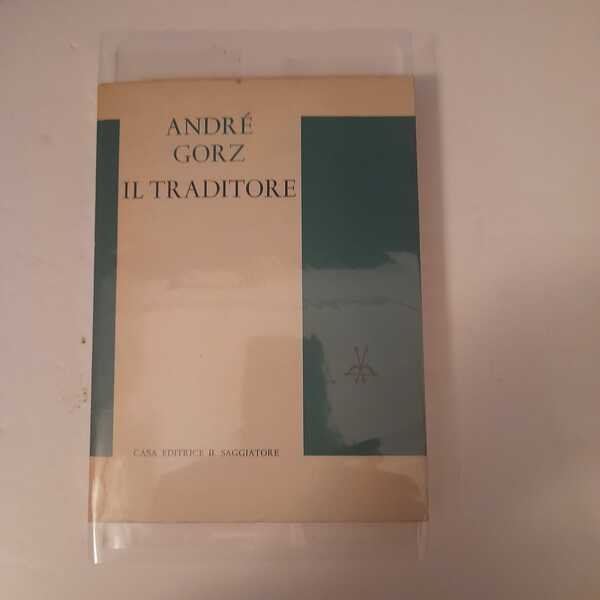 ANDRÉ
GORZ
IL TRADITORE
CASA EDITRICE IL SAGGIATORE